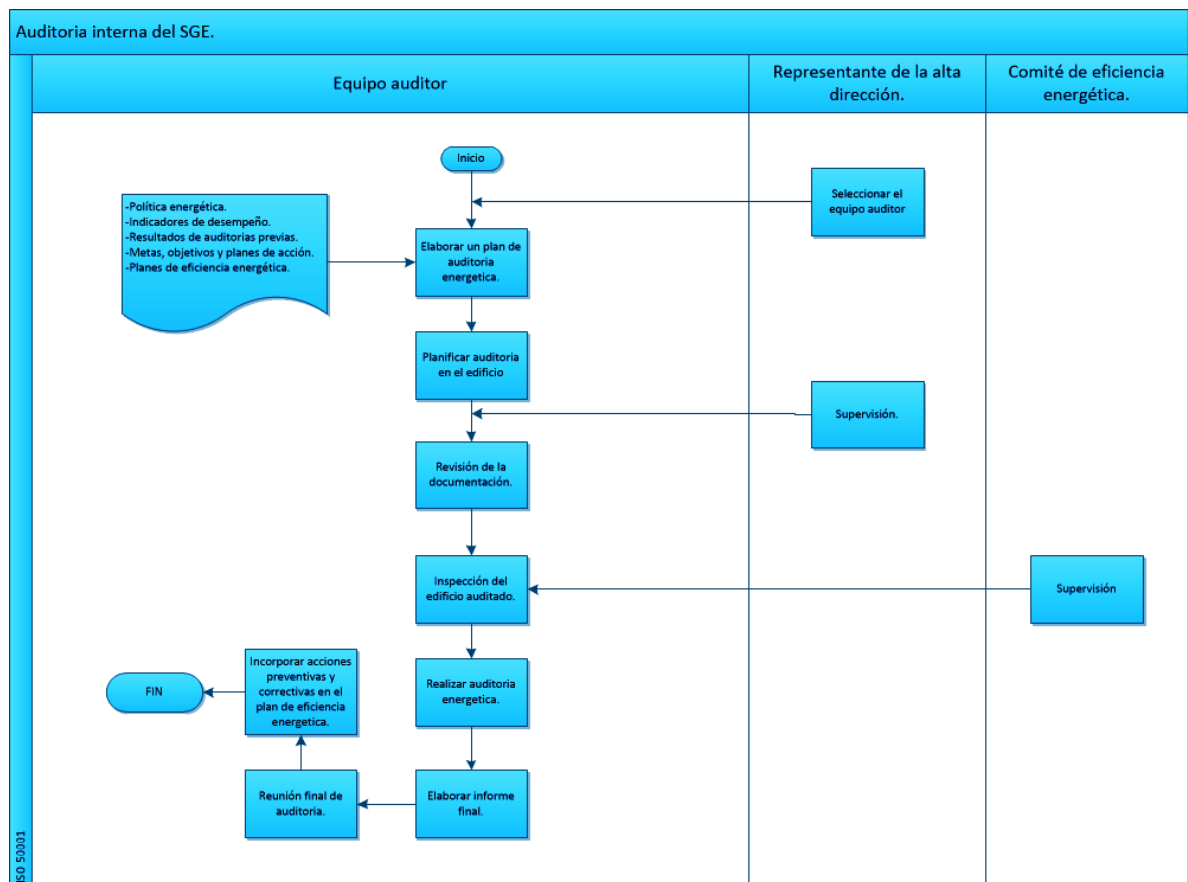 Auditoria interna del SGE.
Equipo auditor
Representante de la alta
dirección.
Comité de eficiencia
energética.
Inicio
Seleccionar el
equipo auditor
-Política energética.
-Indicadores de desempeño.
-Resultados de auditorias previas.
-Metas, objetivos y planes de acción.
-Planes de eficiencia energética.
Elaborar un plan de
auditoria
energetica.
Planificar auditoria
en el edificio
Supervisión.
Revisión de la
documentación.
Inspección del
edificio auditado.
Supervisión
Realizar auditoria
energetica.
Elaborar informe
final.
Reunión final de
auditoria.
Incorporar acciones
preventivas y
correctivas en el
plan de eficiencia
energetica.
FIN
ISO 50001